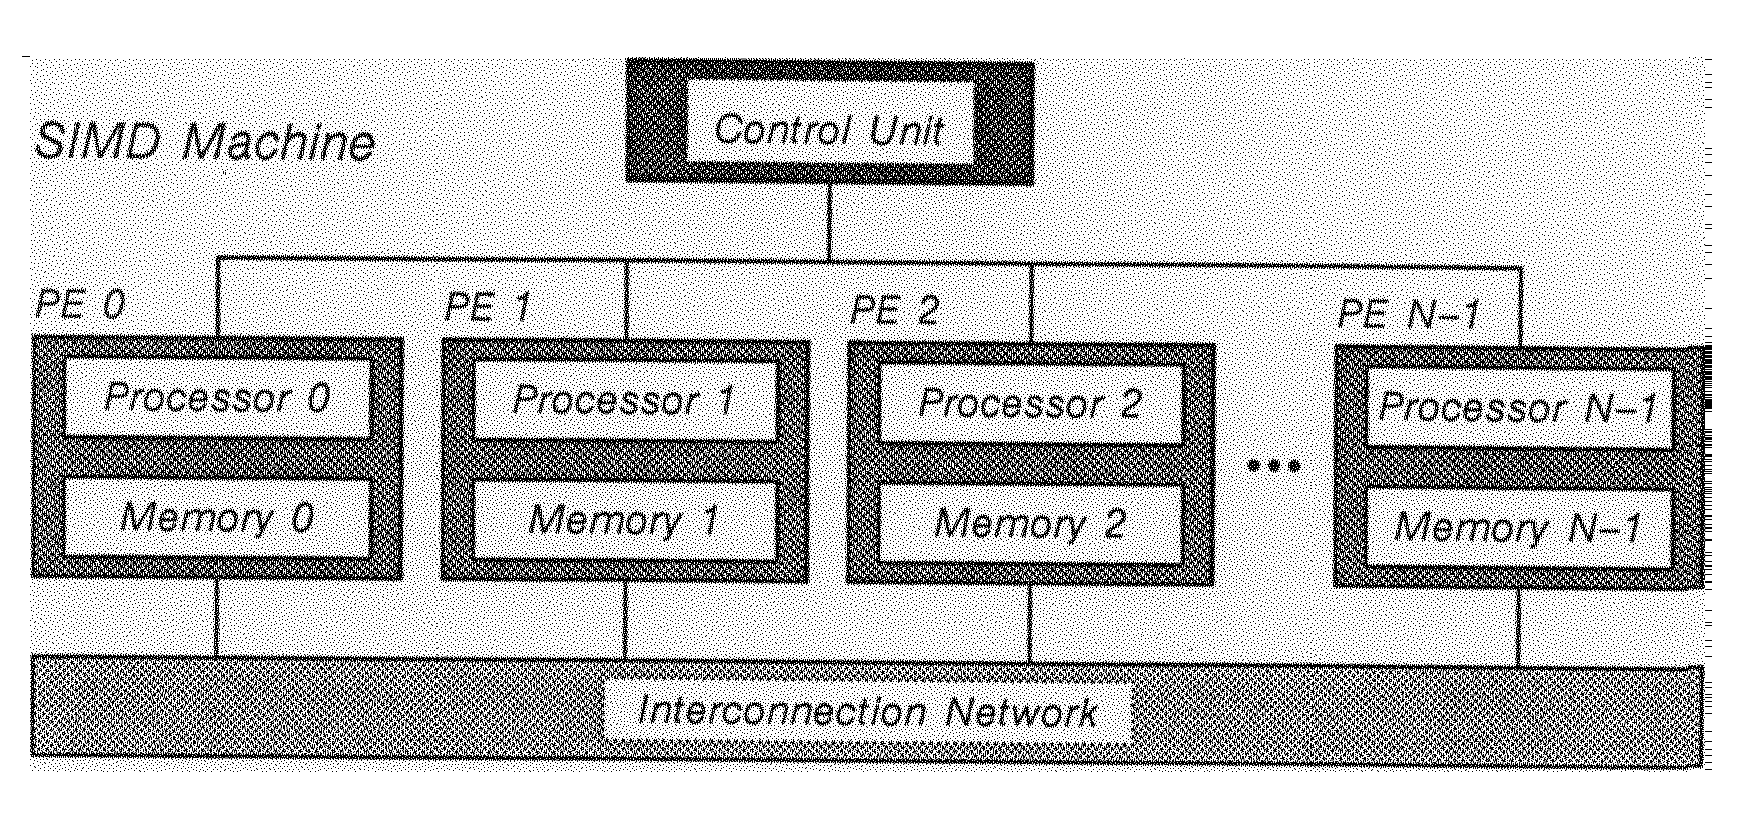 SIMD Machine
Control Unit
PE 0
PE 1
PE 2
PE N-1
Processor 0
Processor 1
Processor 2
Processor N-1
Memory 0
Memory 1
Memory 2
Memory N-1
Interconnection Network